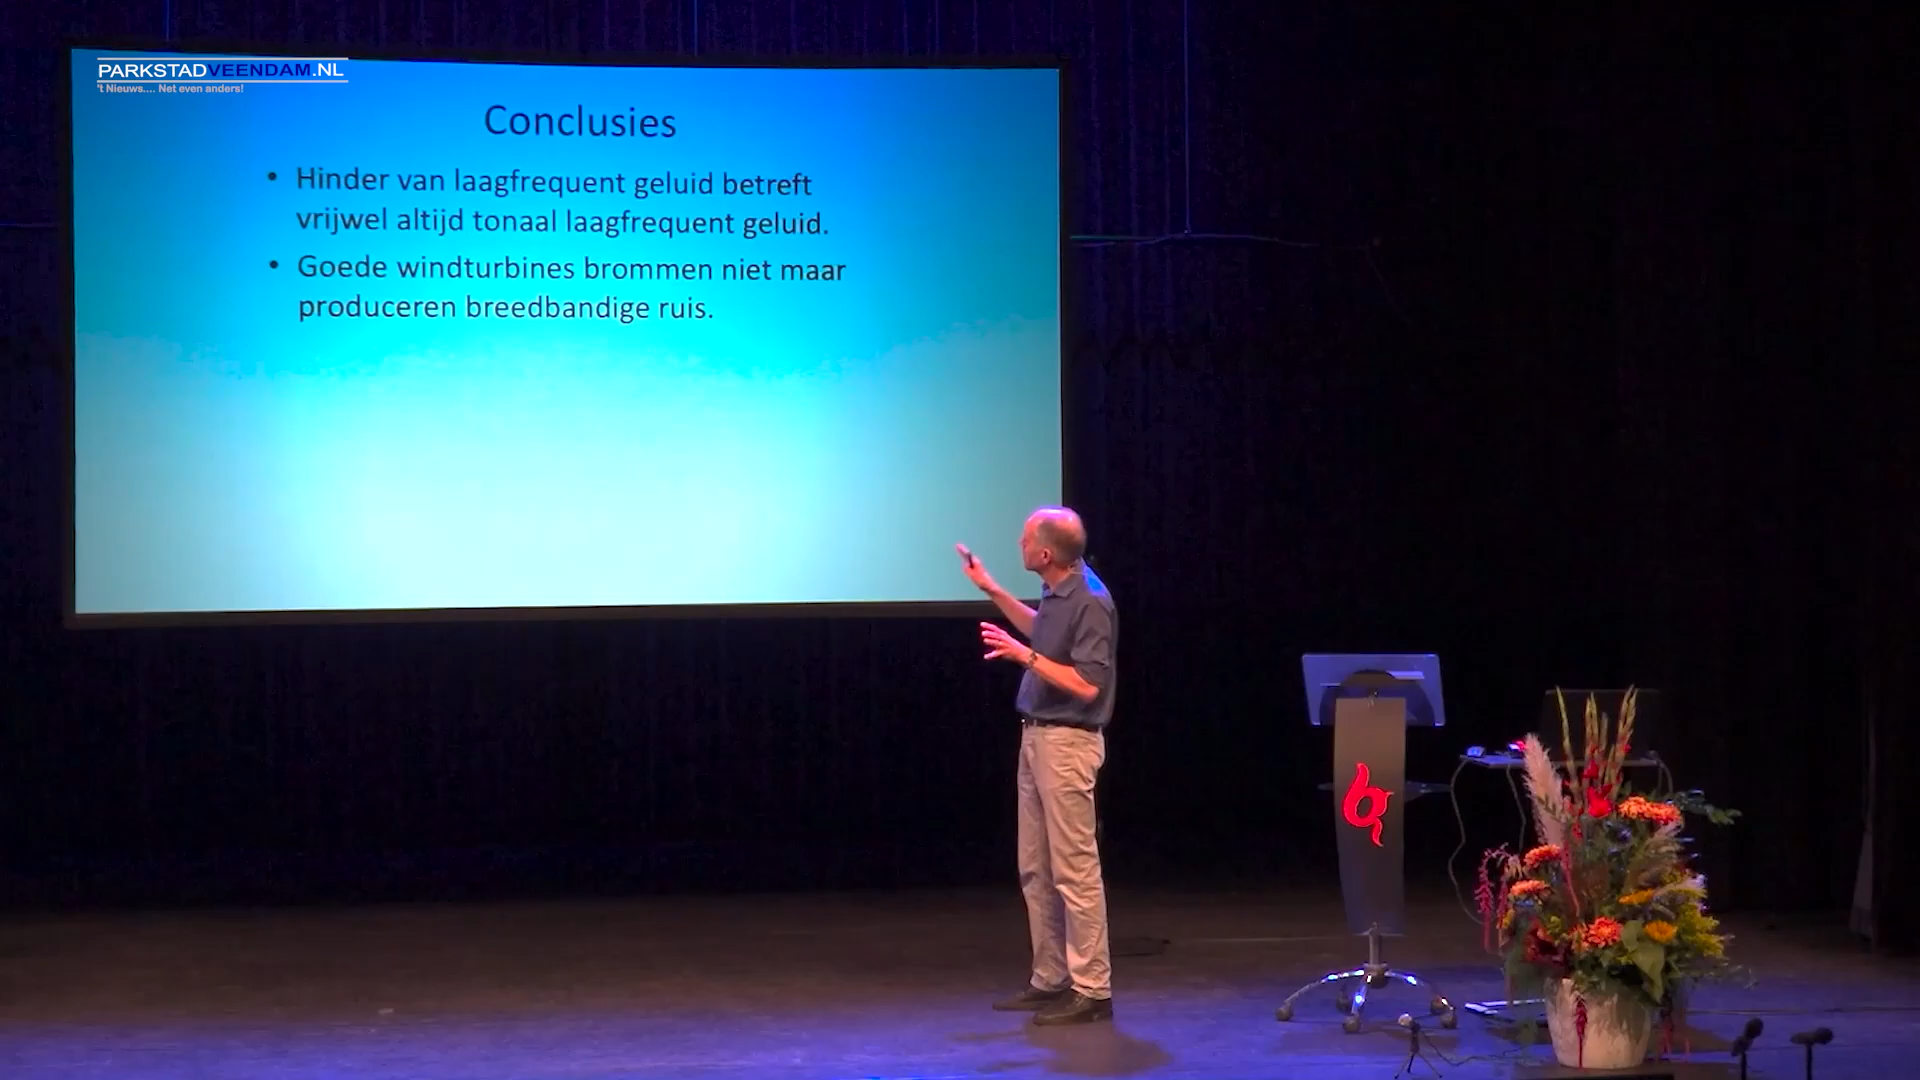 PARKSTADVEENDAM.NL
't Nieuws.... Net even anders!
Conclusies
• Hinder van laagfrequent geluid betreft
vrijwel altijd tonaal laagfrequent geluid.
• Goede windturbines brommen niet maar
produceren breedbandige ruis.